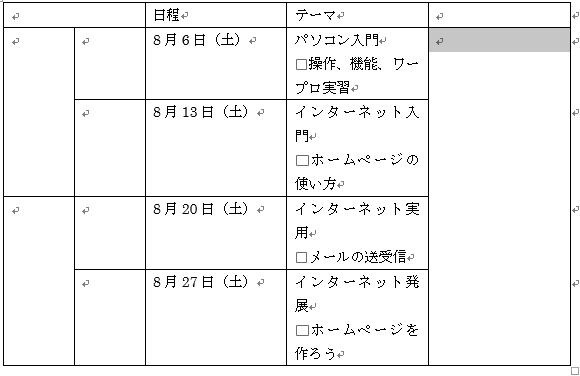 日程 テーマ
8月6日（土） パソコン入門
□操作、機能、ワー
プロ実習
8月13日（土） インターネット入
門
□ホームページの
使い方
8月20日（土） インターネット実
用
□メールの送受信
8月27日（土） インターネット発
展
□ホームページを
作ろう